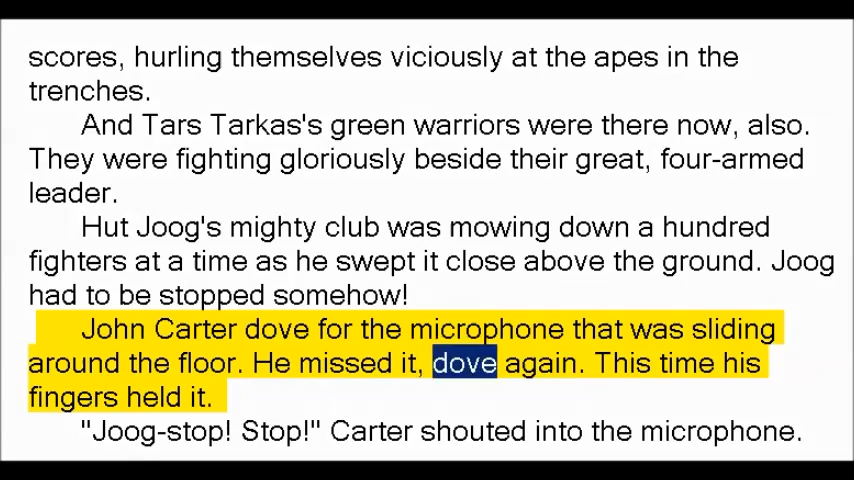 scores, hurling themselves viciously at the apes in the
trenches.
And Tars Tarkas's green warriors were there now, also.
They were fighting gloriously beside their great, four-armed
leader.
Hut Joog's mighty club was mowing down a hundred
fighters at a time as he swept it close above the ground. Joog
had to be stopped somehow!
John Carter dove for the microphone that was sliding
around the floor. He missed it, dove again. This time his
fingers held it.
"Joog-stop! Stop!" Carter shouted into the microphone.